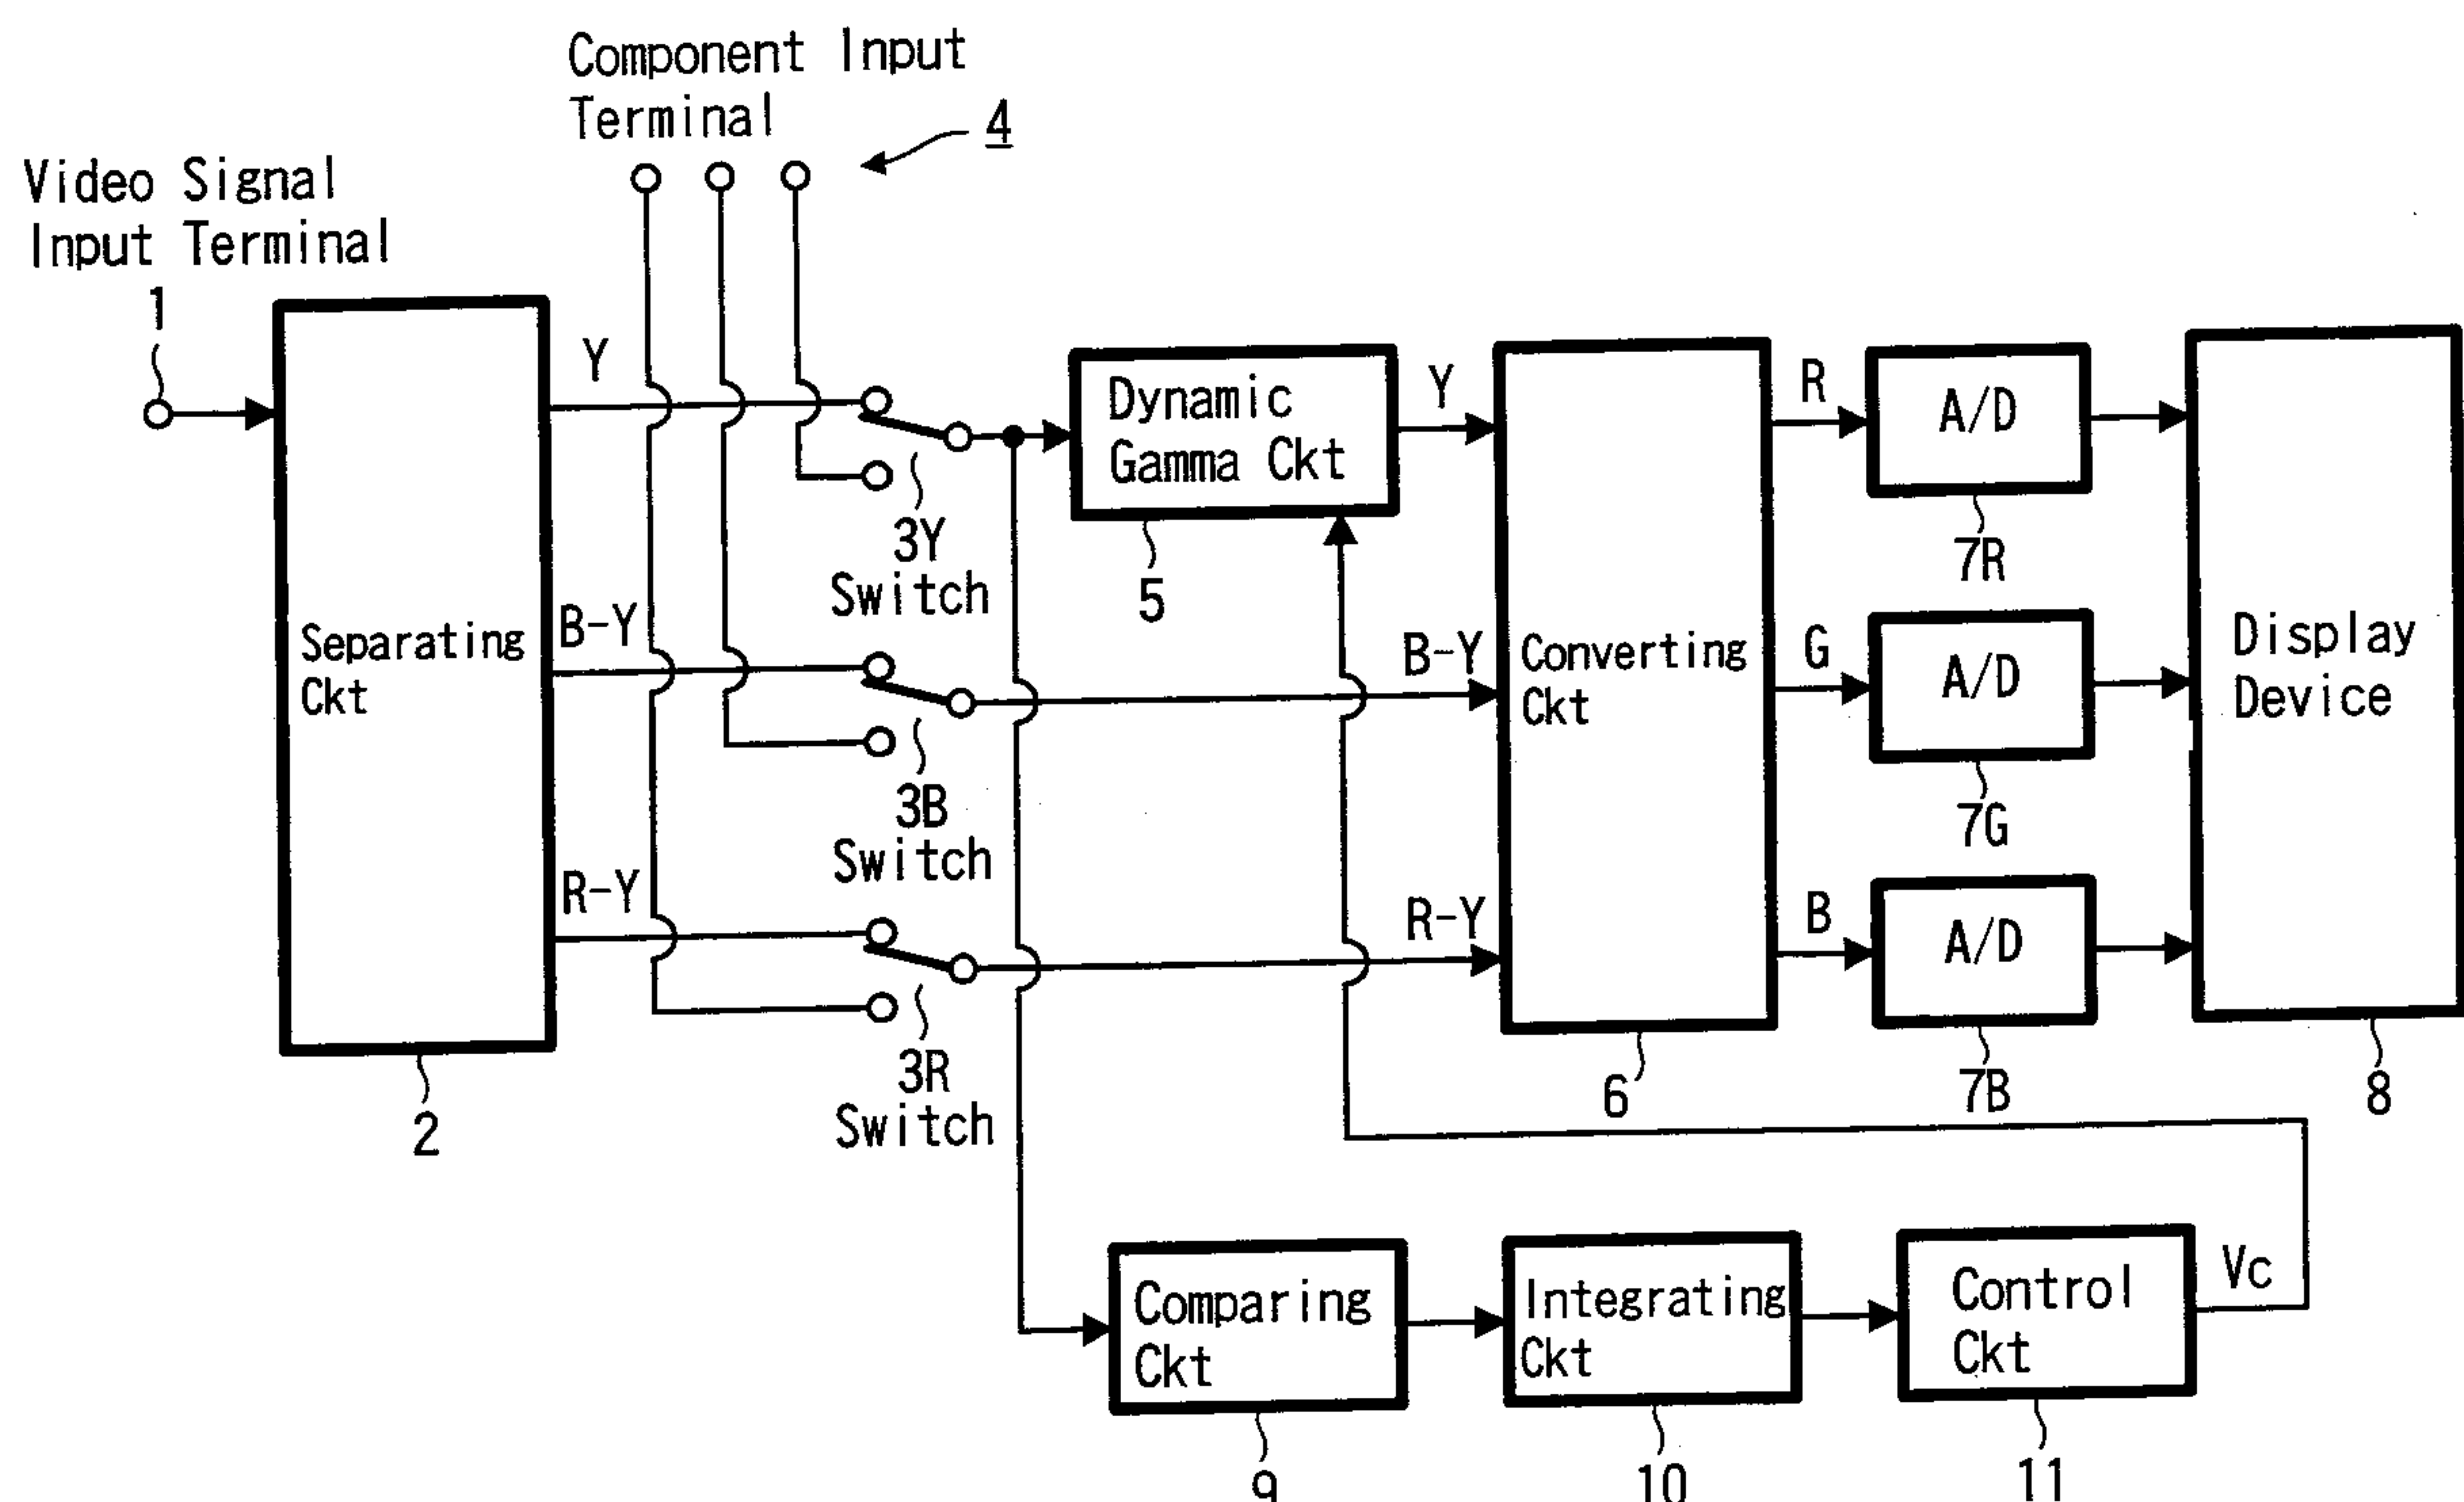 Component Input
Terminal
4
Video Signal
Input Terminal
1
Separating
Ckt
2
Y
B-Y
R-Y
3Y
Switch
3B
Switch
3R
Switch
Dynamic
Gamma Ckt
5
Y
B-Y
R-Y
Converting
Ckt
6
R
G
B
A/D
7R
A/D
7G
A/D
7B
Display
Device
8
Comparing
Ckt
9
Integrating
Ckt
10
Control
Ckt
11
Vc